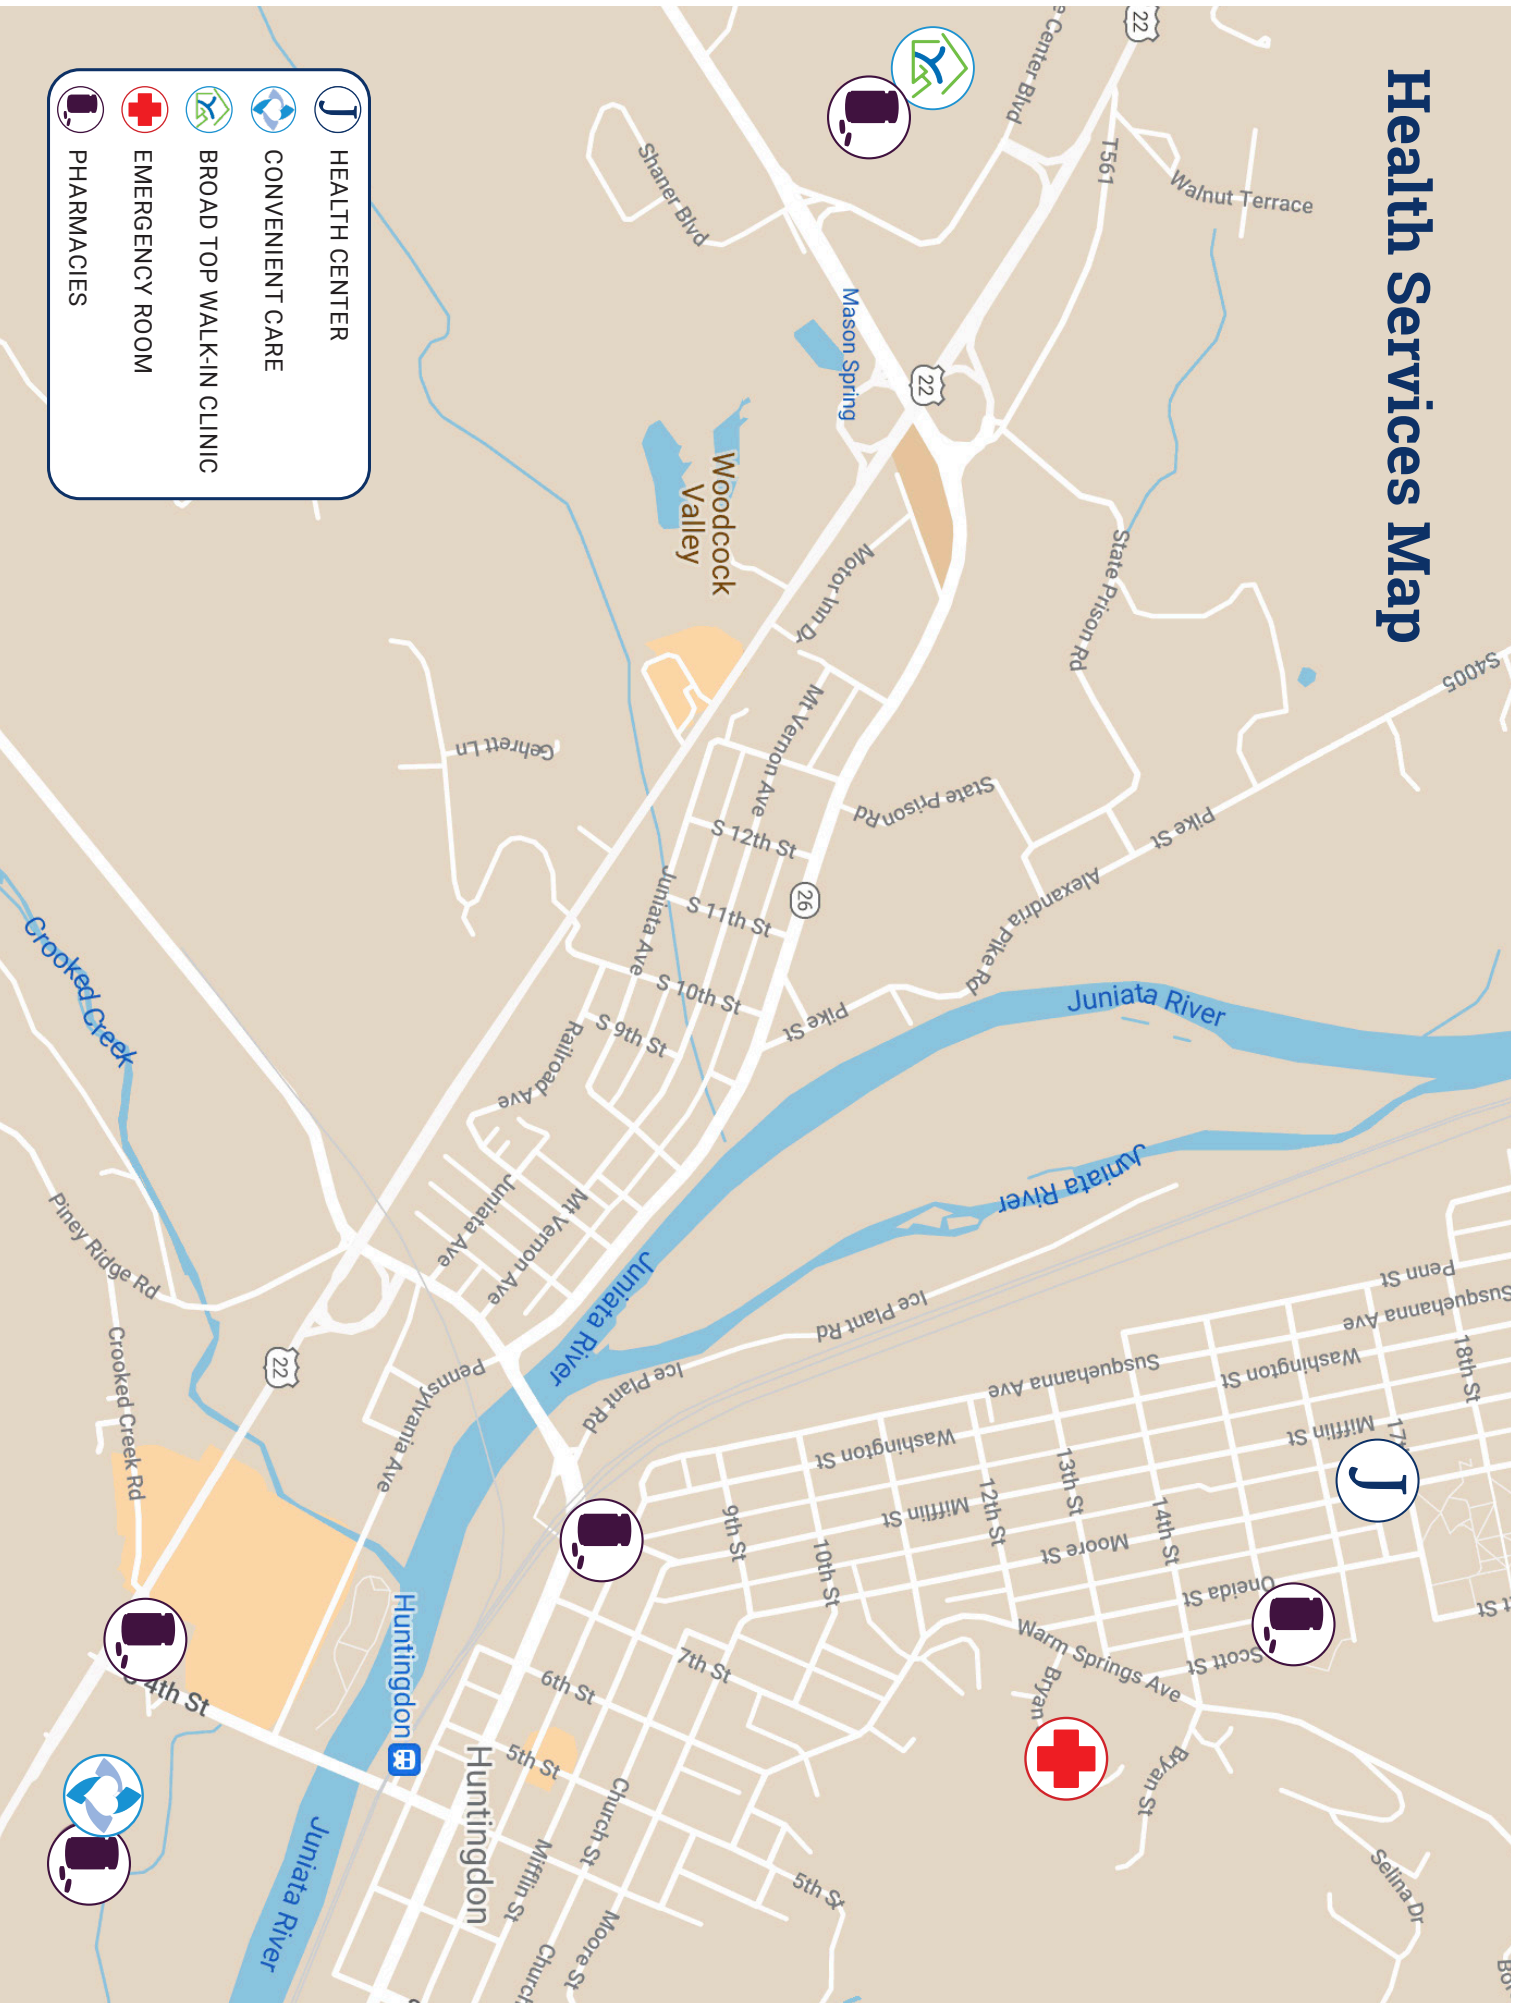 Health Services Map
J
HEALTH CENTER
CONVENIENT CARE
BROAD TOP WALK-IN CLINIC
EMERGENCY ROOM
PHARMACIES
22
Center Blvd
T561
Walnut Terrace
Shaner Blvd
Mason Spring
22
Woodcock
Valley
Motor Inn Dr
State Prison Rd
S4005
Mt Vernon Ave
Gehrett Ln
State Prison Rd
Pike St
S 12th St
Alexandria Pike Rd
26
Juniata Ave
S 11th St
S 10th St
Pike St
S 9th St
Railroad Ave
Juniata River
Crooked Creek
Juniata River
Juniata Ave
Mt Vernon Ave
Juniata River
Piney Ridge Rd
Crooked Creek Rd
22
Pennsylvania Ave
Ice Plant Rd
Ice Plant Rd
Penn St
Susquehanna Ave
Susquehanna Ave
Washington St
Washington St
18th St
Mifflin St
J
Mifflin St
9th St
10th St
12th St
13th St
14th St
Moore St
Oneida St
Scott St
Warm Springs Ave
Bryan
Bryan St
Selina Dr
Huntingdon
Huntingdon
4th St
7th St
6th St
5th St
5th St
Church St
Mifflin St
Moore St
Church
Juniata River